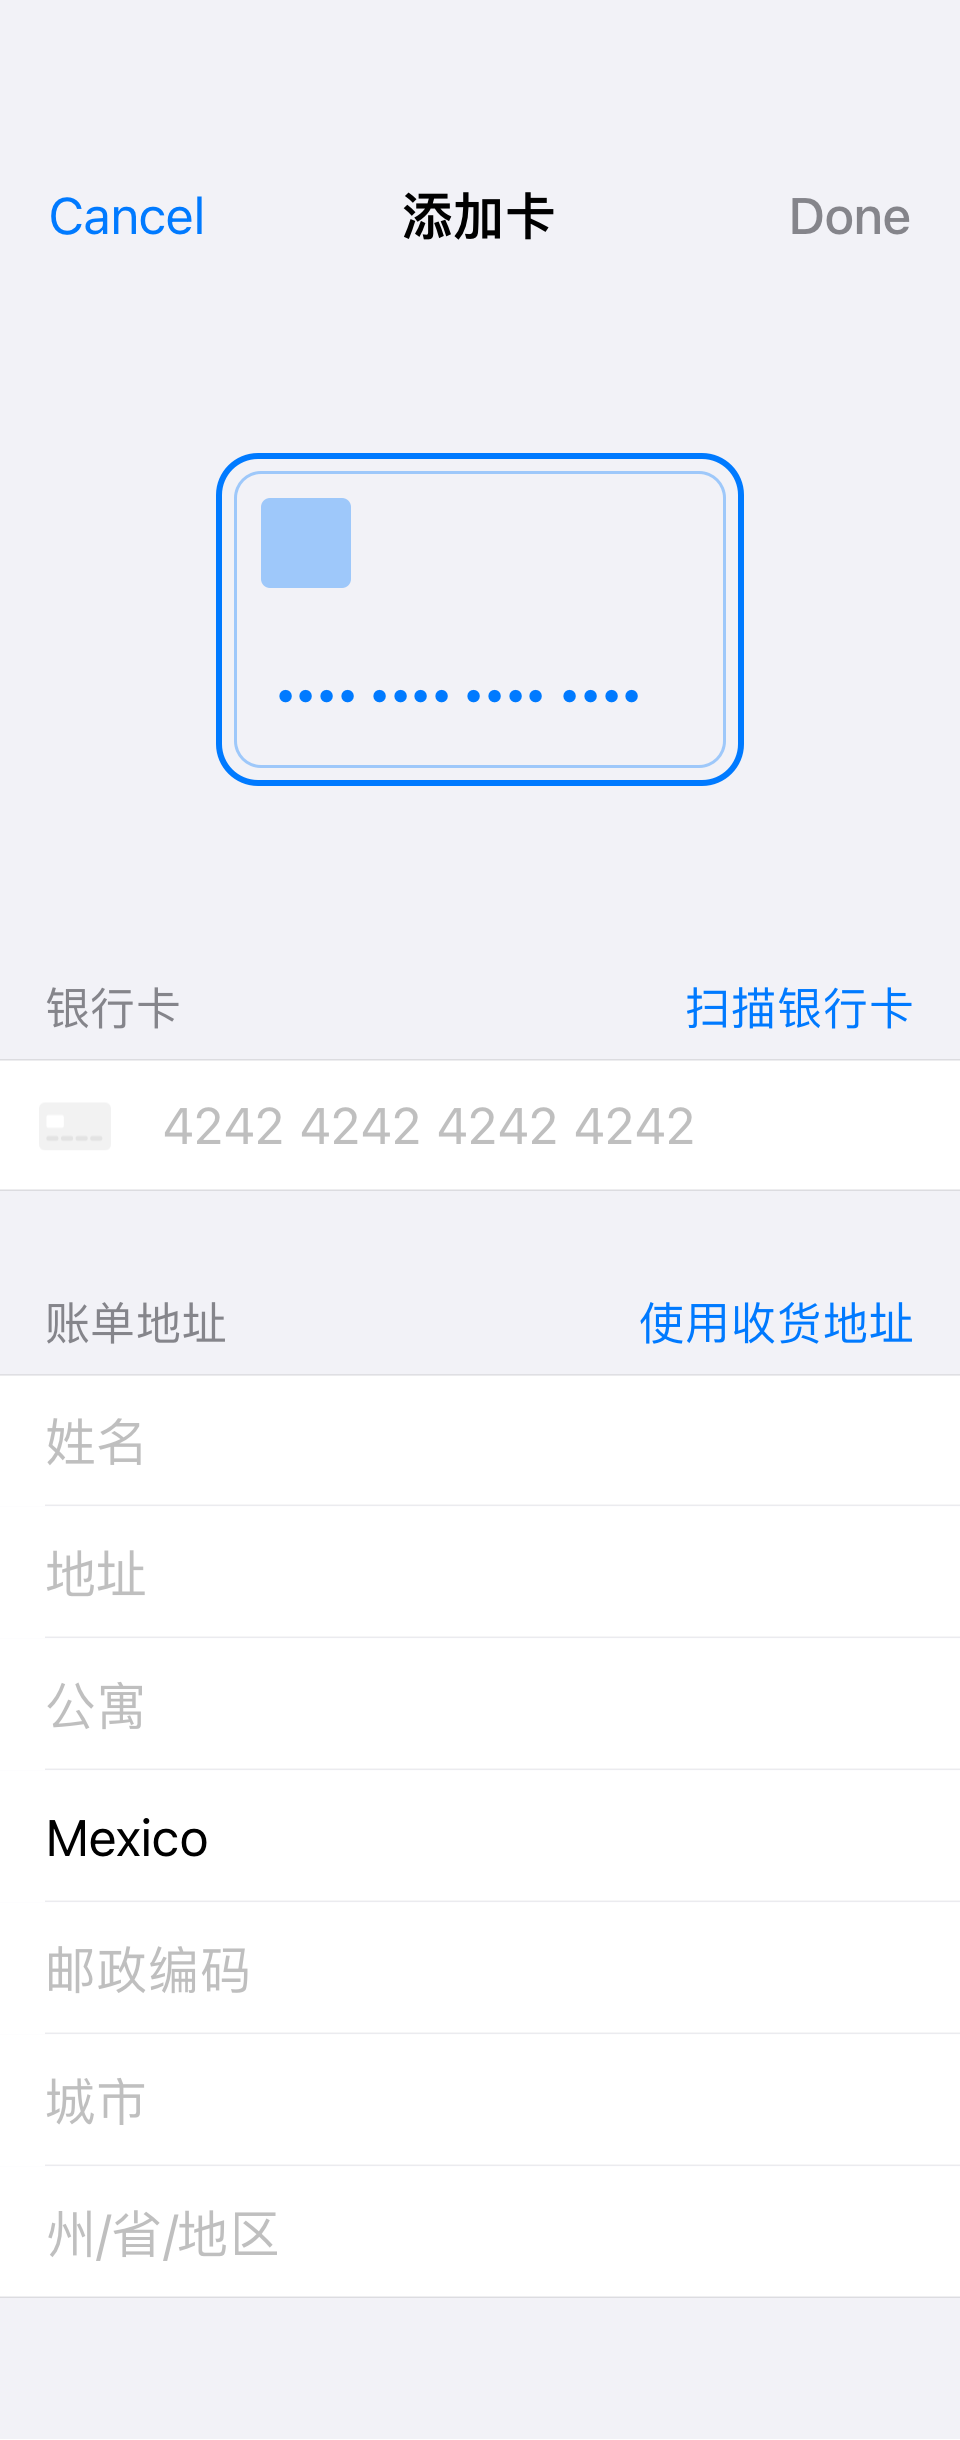 Cancel 添加卡 Done
银行卡 扫描银行卡
4242 4242 4242 4242
账单地址 使用收货地址
姓名
地址
公寓
Mexico
邮政编码
城市
州/省/地区